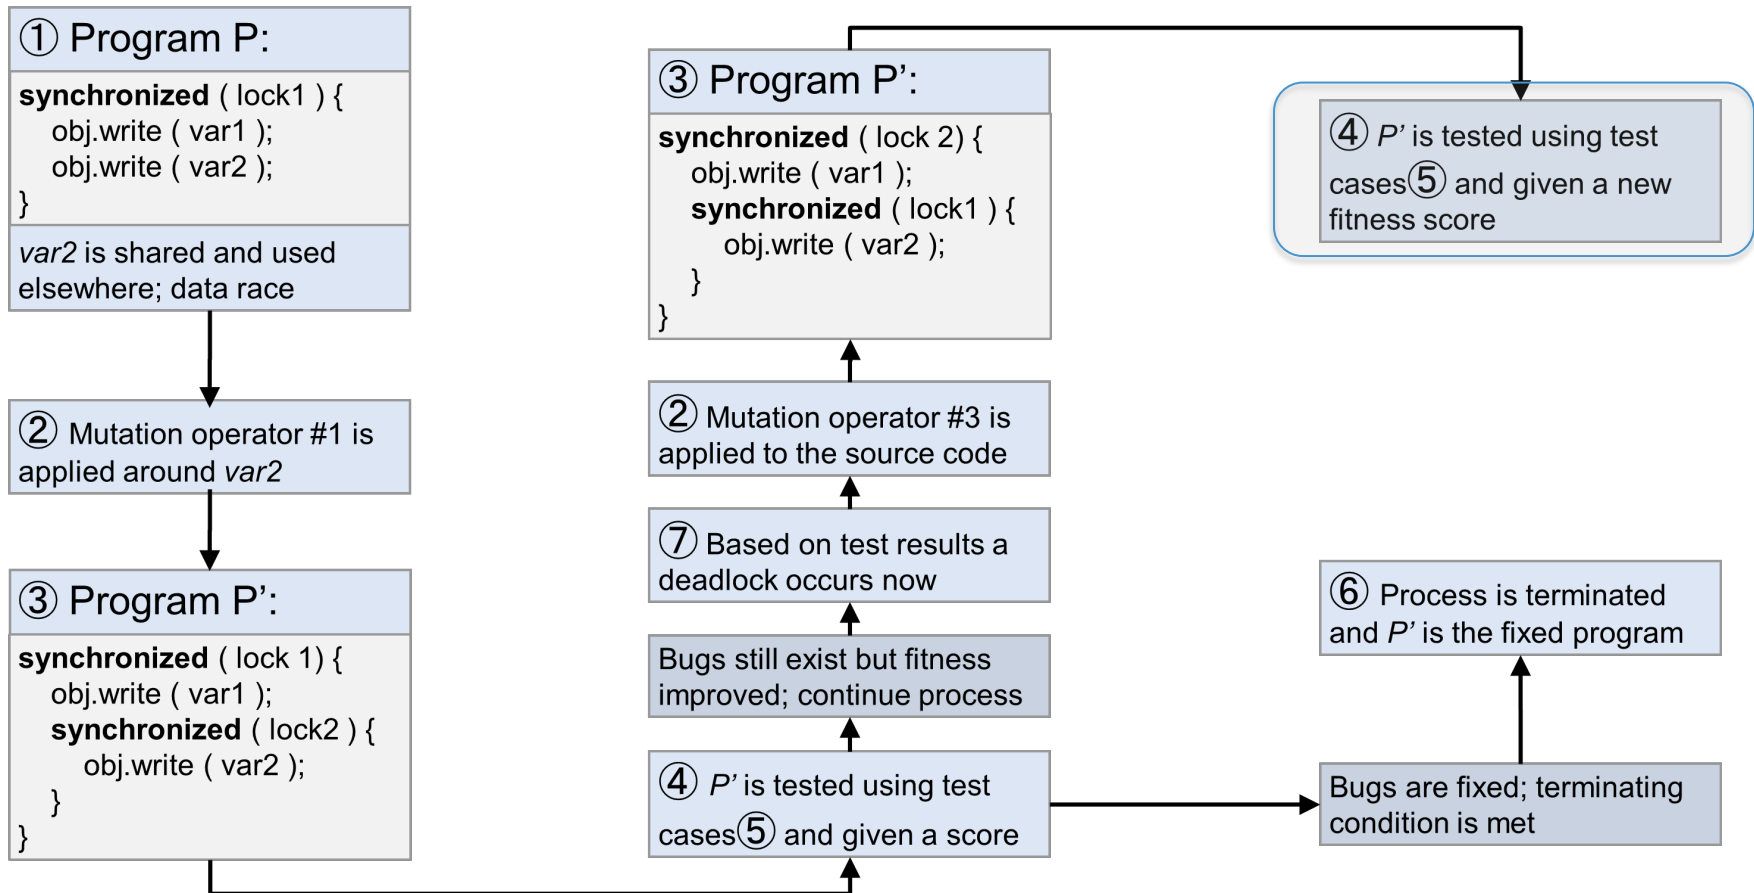 ① Program P:
synchronized ( lock1 ) {
obj.write ( var1 );
obj.write ( var2 );
}
var2 is shared and used
elsewhere; data race
② Mutation operator #1 is
applied around var2
③ Program P’:
synchronized ( lock 1) {
obj.write ( var1 );
synchronized ( lock2 ) {
obj.write ( var2 );
}
}
③ Program P’:
synchronized ( lock 2) {
obj.write ( var1 );
synchronized ( lock1 ) {
obj.write ( var2 );
}
}
② Mutation operator #3 is
applied to the source code
⑦ Based on test results a
deadlock occurs now
Bugs still exist but fitness
improved; continue process
④ P’ is tested using test
cases⑤ and given a score
④ P’ is tested using test
cases⑤ and given a new
fitness score
⑥ Process is terminated
and P’ is the fixed program
Bugs are fixed; terminating
condition is met